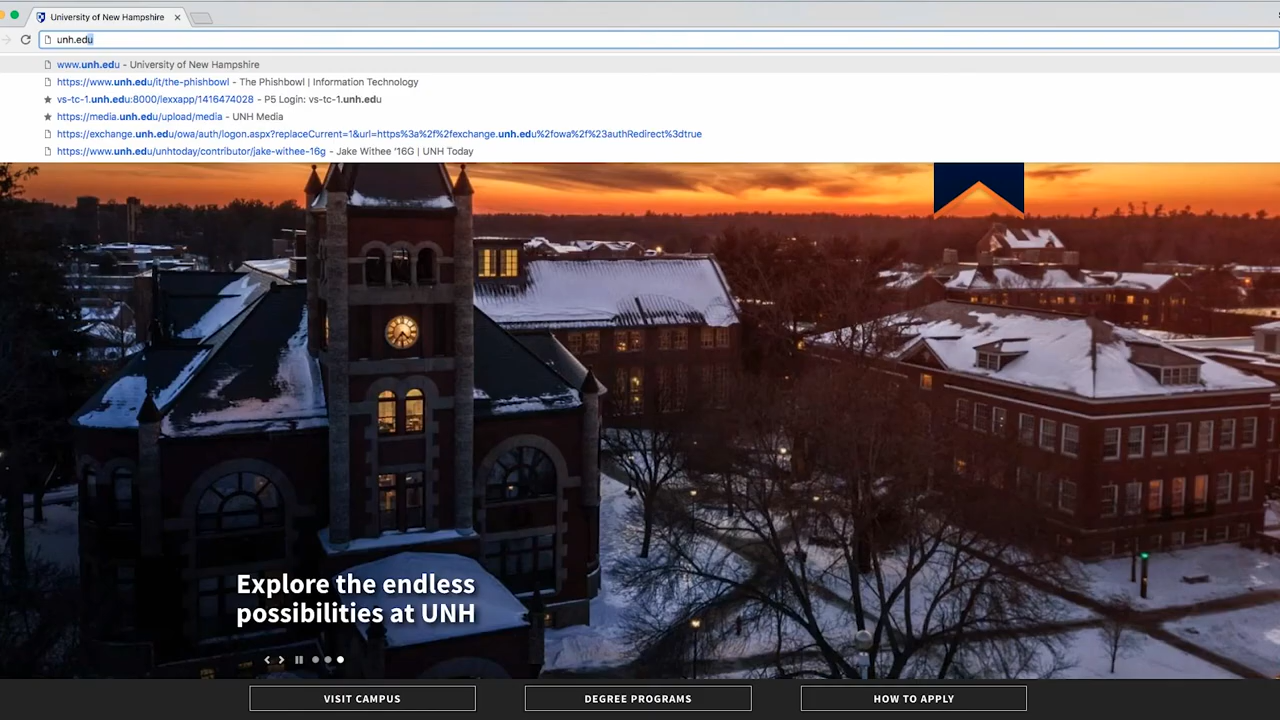 University of New Hampshire
unh.edu
www.unh.edu - University of New Hampshire
https://www.unh.edu/it/the-phishbowl - The Phishbowl | Information Technology
vs-tc-1.unh.edu:8000/iexxapp/1416474028 - P5 Login: vs-tc-1.unh.edu
https://media.unh.edu/upload/media - UNH Media
https://exchange.unh.edu/owa/auth/logon.aspx?replaceCurrent=1&url=https%3a%2f%2fexchange.unh.edu%2fowa%2f%23authRedirect%3dtrue
https://www.unh.edu/unhtoday/contributor/jake-withee-16g - Jake Withee '16G | UNH Today
Explore the endless
possibilities at UNH
VISIT CAMPUS
DEGREE PROGRAMS
HOW TO APPLY